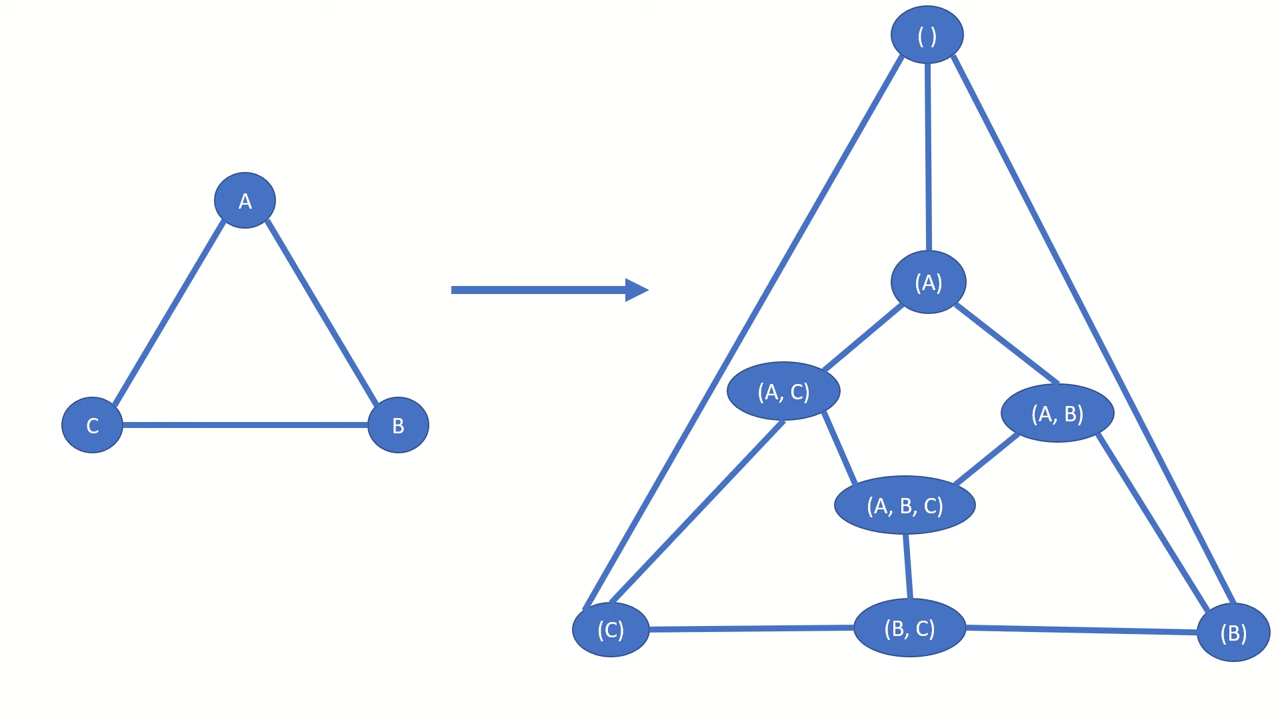 A
C
B
( )
(A)
(A, C)
(A, B)
(A, B, C)
(C)
(B, C)
(B)